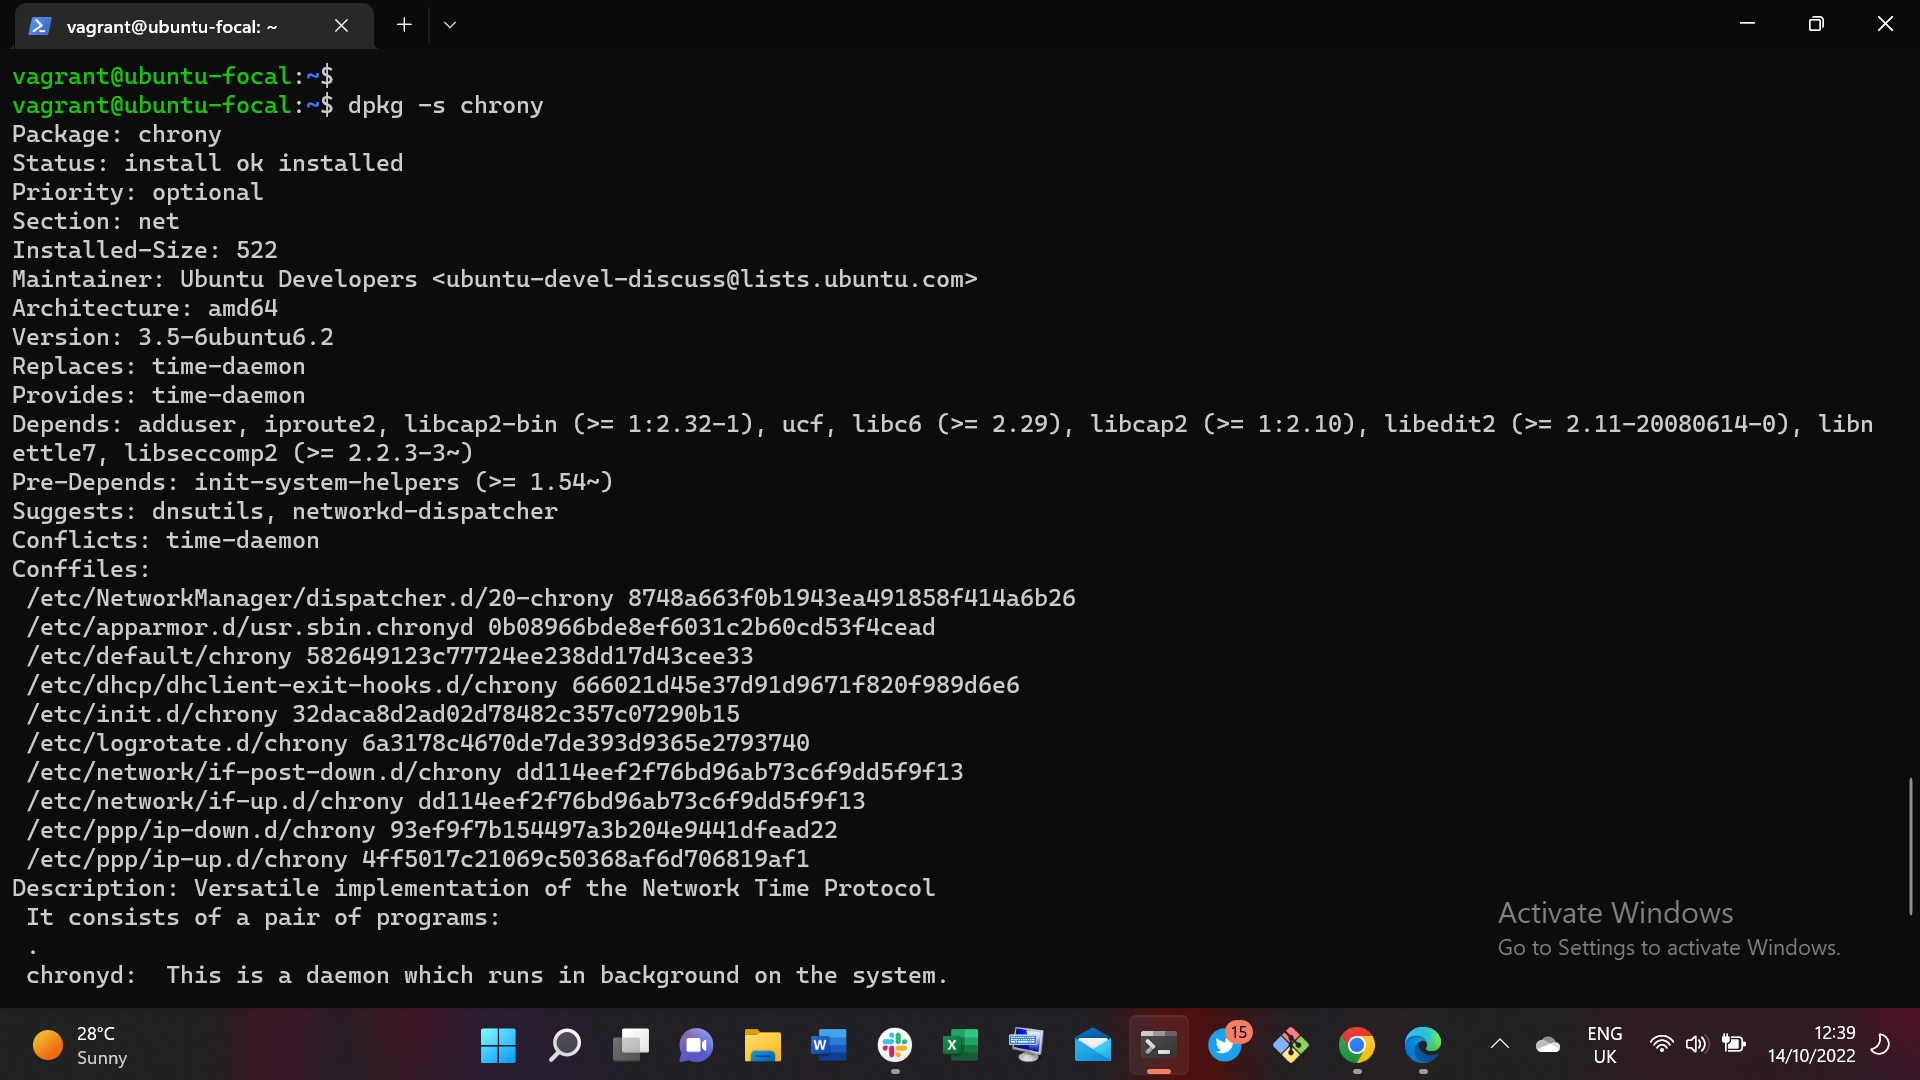 vagrant@ubuntu-focal: ~
vagrant@ubuntu-focal:~$
vagrant@ubuntu-focal:~$ dpkg -s chrony
Package: chrony
Status: install ok installed
Priority: optional
Section: net
Installed-Size: 522
Maintainer: Ubuntu Developers <ubuntu-devel-discuss@lists.ubuntu.com>
Architecture: amd64
Version: 3.5-6ubuntu6.2
Replaces: time-daemon
Provides: time-daemon
Depends: adduser, iproute2, libcap2-bin (>= 1:2.32-1), ucf, libc6 (>= 2.29), libcap2 (>= 1:2.10), libedit2 (>= 2.11-20080614-0), libn
ettle7, libseccomp2 (>= 2.2.3-3~)
Pre-Depends: init-system-helpers (>= 1.54~)
Suggests: dnsutils, networkd-dispatcher
Conflicts: time-daemon
Conffiles:
/etc/NetworkManager/dispatcher.d/20-chrony 8748a663f0b1943ea491858f414a6b26
/etc/apparmor.d/usr.sbin.chronyd 0b08966bde8ef6031c2b60cd53f4cead
/etc/default/chrony 582649123c77724ee238dd17d43cee33
/etc/dhcp/dhclient-exit-hooks.d/chrony 666021d45e37d91d9671f820f989d6e6
/etc/init.d/chrony 32daca8d2ad02d78482c357c07290b15
/etc/logrotate.d/chrony 6a3178c4670de7de393d9365e2793740
/etc/network/if-post-down.d/chrony dd114eef2f76bd96ab73c6f9dd5f9f13
/etc/network/if-up.d/chrony dd114eef2f76bd96ab73c6f9dd5f9f13
/etc/ppp/ip-down.d/chrony 93ef9f7b154497a3b204e9441dfead22
/etc/ppp/ip-up.d/chrony 4ff5017c21069c50368af6d706819af1
Description: Versatile implementation of the Network Time Protocol
It consists of a pair of programs:
.
chronyd:  This is a daemon which runs in background on the system.
Activate Windows
Go to Settings to activate Windows.
28°C
Sunny
15
ENG
UK
12:39
14/10/2022